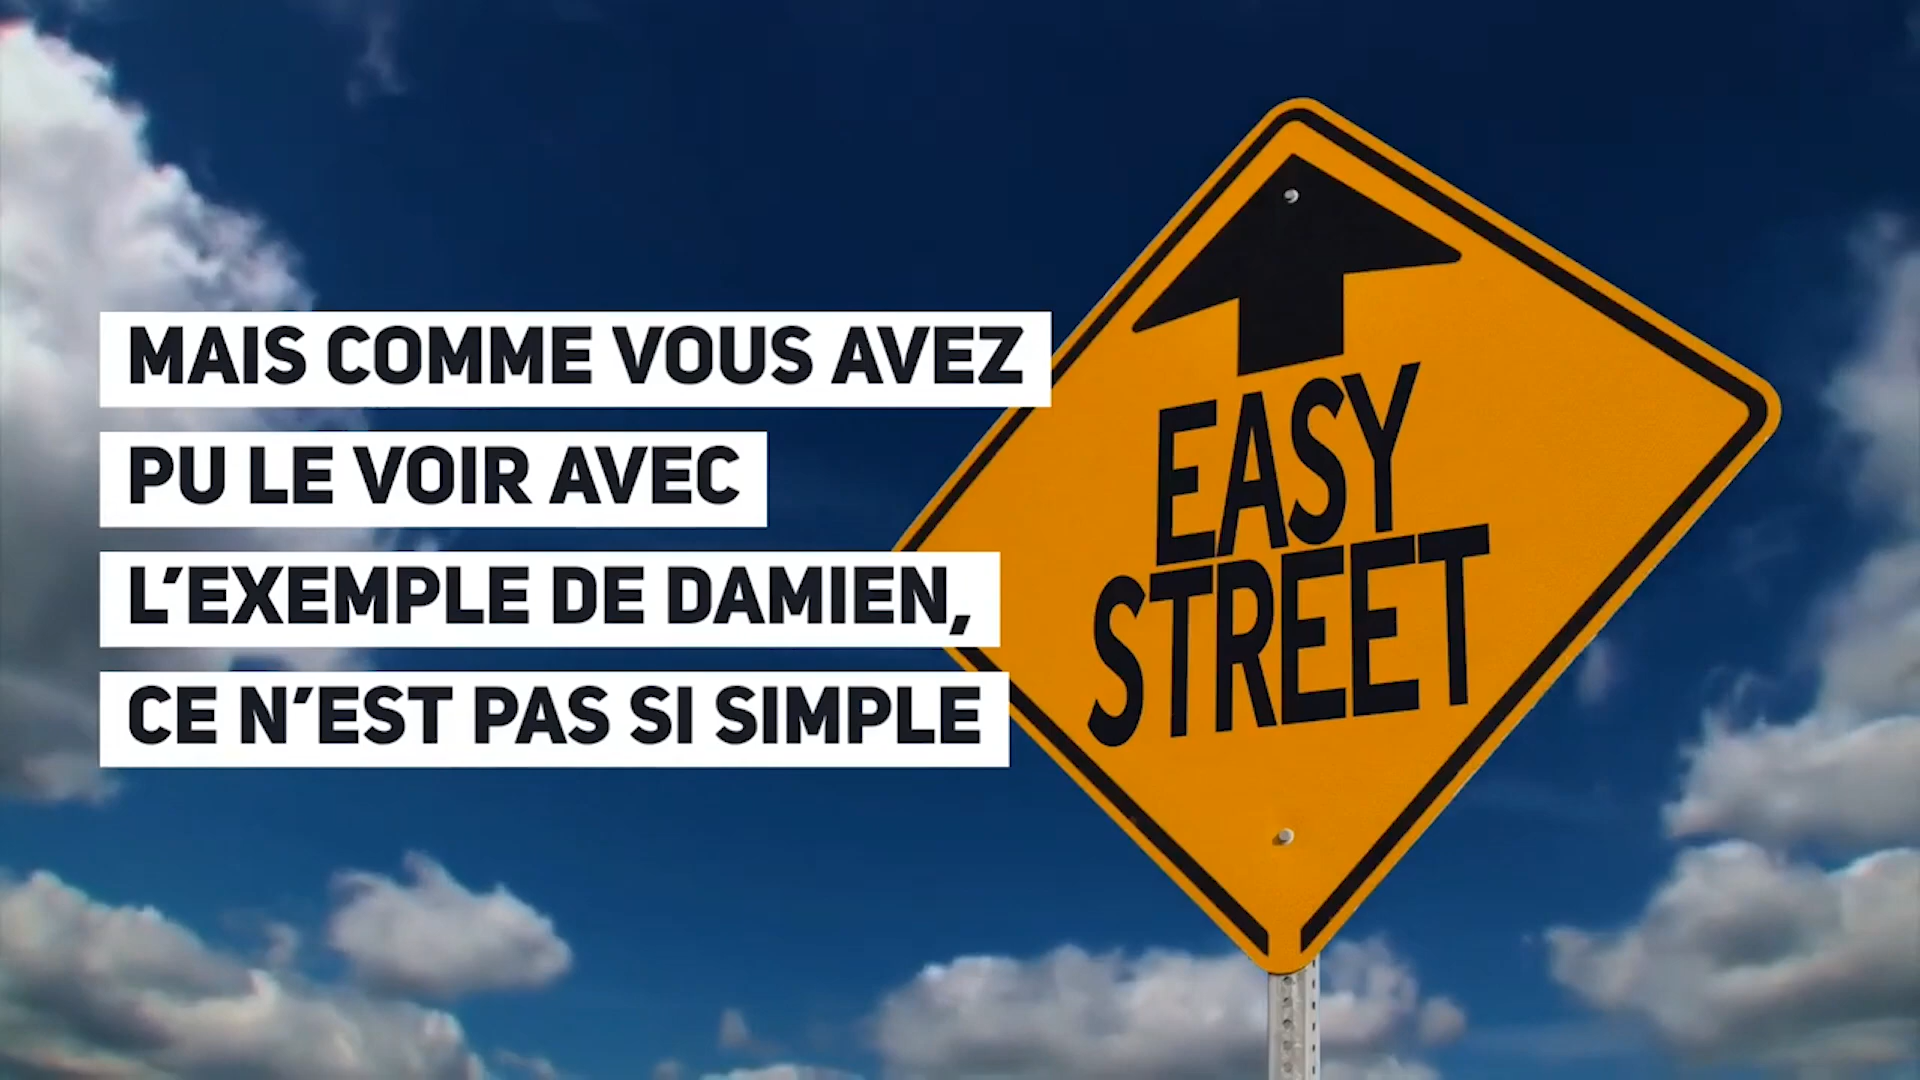 MAIS COMME VOUS AVEZ
PU LE VOIR AVEC
L’EXEMPLE DE DAMIEN,
CE N’EST PAS SI SIMPLE
EASY
STREET